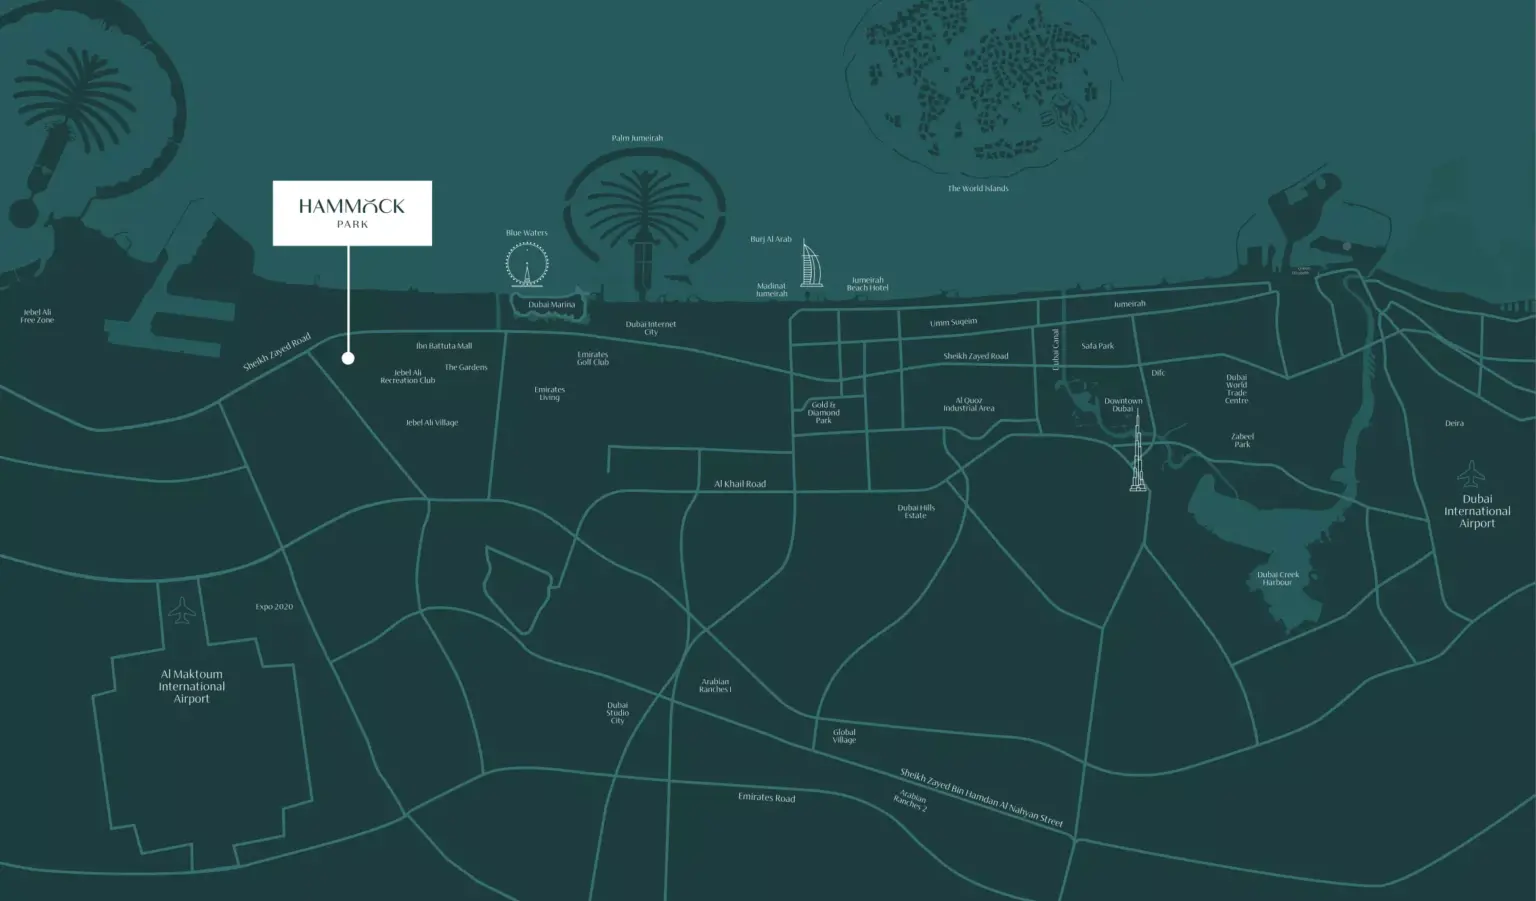 Palm Jumeirah
The World Islands
HAMMOCK
PARK
Blue Waters
Burj Al Arab
Madinat
Jumeirah
Jumeirah
Beach Hotel
Dubai Marina
Jumeirah
Jebel Ali
Free Zone
Dubai Internet
City
Umm Suqeim
Sheikh Zayed Road
Ibn Battuta Mall
The Gardens
Jebel Ali
Recreation Club
Emirates
Golf Club
Emirates
Living
Sheikh Zayed Road
Dubai Canal
Safa Park
Difc
Dubai
World
Trade
Centre
Gold &
Diamond
Park
Al Quoz
Industrial Area
Downtown
Dubai
Jebel Ali Village
Zabeel
Park
Deira
Al Khail Road
Dubai Hills
Estate
Dubai
International
Airport
Dubai Creek
Harbour
Expo 2020
Al Maktoum
International
Airport
Arabian
Ranches I
Dubai
Studio
City
Global
Village
Sheikh Zayed Bin Hamdan Al Nahyan Street
Emirates Road
Arabian
Ranches 2